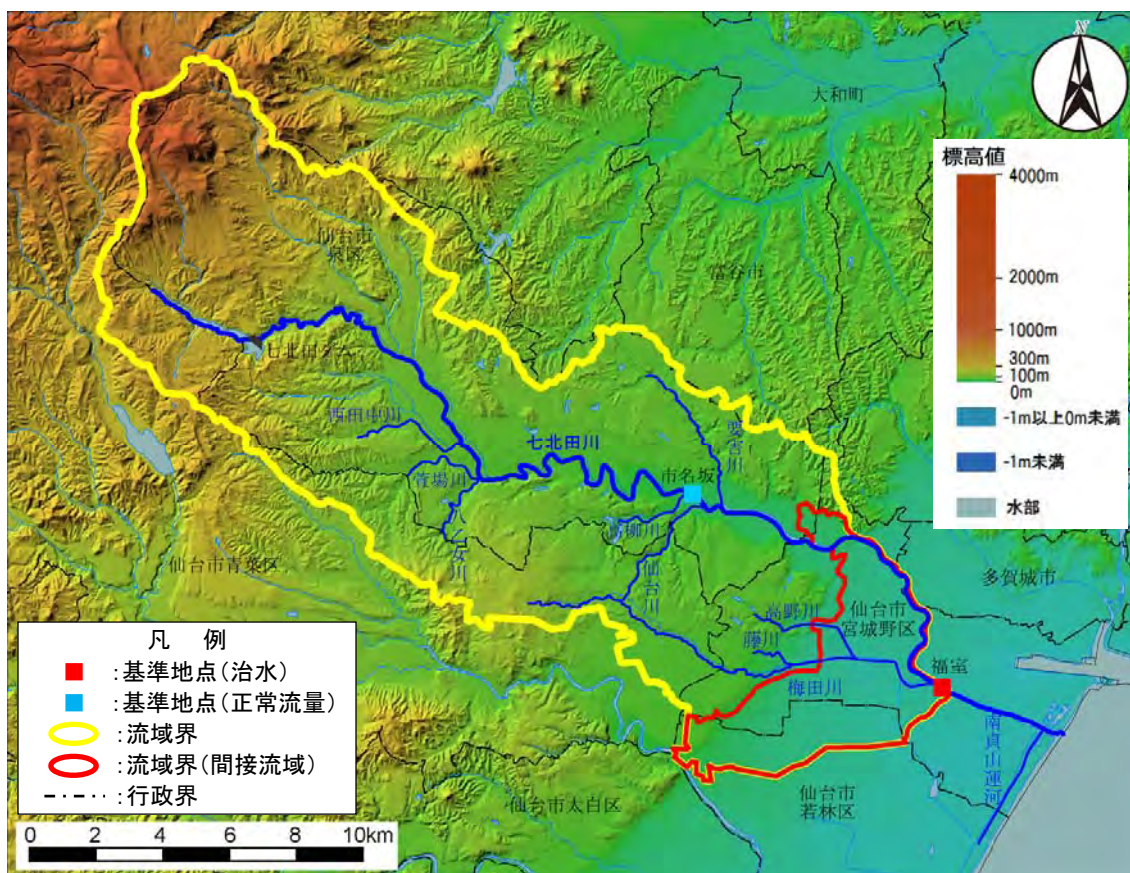 N
大和町
標高値
4000m
2000m
1000m
300m
100m
0m
-1m以上0m未満
-1m未満
水部
仙台市
泉区
富谷市
七北田ダム
西田中川
七北田川
要害川
市名坂
萱場川
八乙女川
高柳川
仙台川
仙台市青葉区
多賀城市
高野川
仙台市
宮城野区
藤川
福室
梅田川
南貞山運河
仙台市
若林区
仙台市太白区
凡 例
:基準地点(治水)
:基準地点(正常流量)
:流域界
:流域界(間接流域)
:行政界
0 2 4 6 8 10km